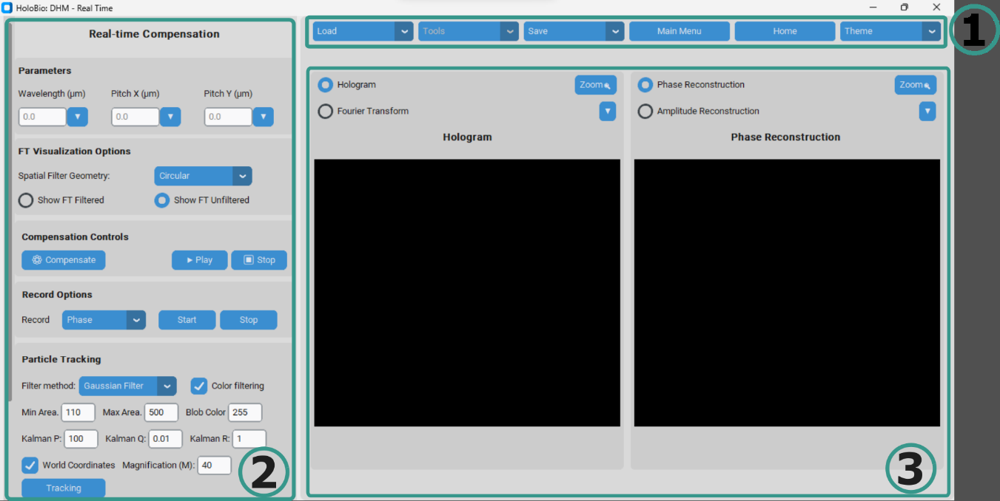 HoloBio: DHM - Real Time
Load Tools Save Main Menu Home Theme
1
Real-time Compensation
Parameters
Wavelength (µm) Pitch X (µm) Pitch Y (µm)
0.0 0.0 0.0
FT Visualization Options
Spatial Filter Geometry: Circular
Show FT Filtered Show FT Unfiltered
Compensation Controls
Compensate Play Stop
Record Options
Record Phase Start Stop
Particle Tracking
Filter method: Gaussian Filter Color filtering
Min Area. 110 Max Area. 500 Blob Color 255
Kalman P: 100 Kalman Q: 0.01 Kalman R: 1
World Coordinates Magnification (M): 40
Tracking
2
Hologram Zoom
Fourier Transform
Hologram
Phase Reconstruction Zoom
Amplitude Reconstruction
Phase Reconstruction
3